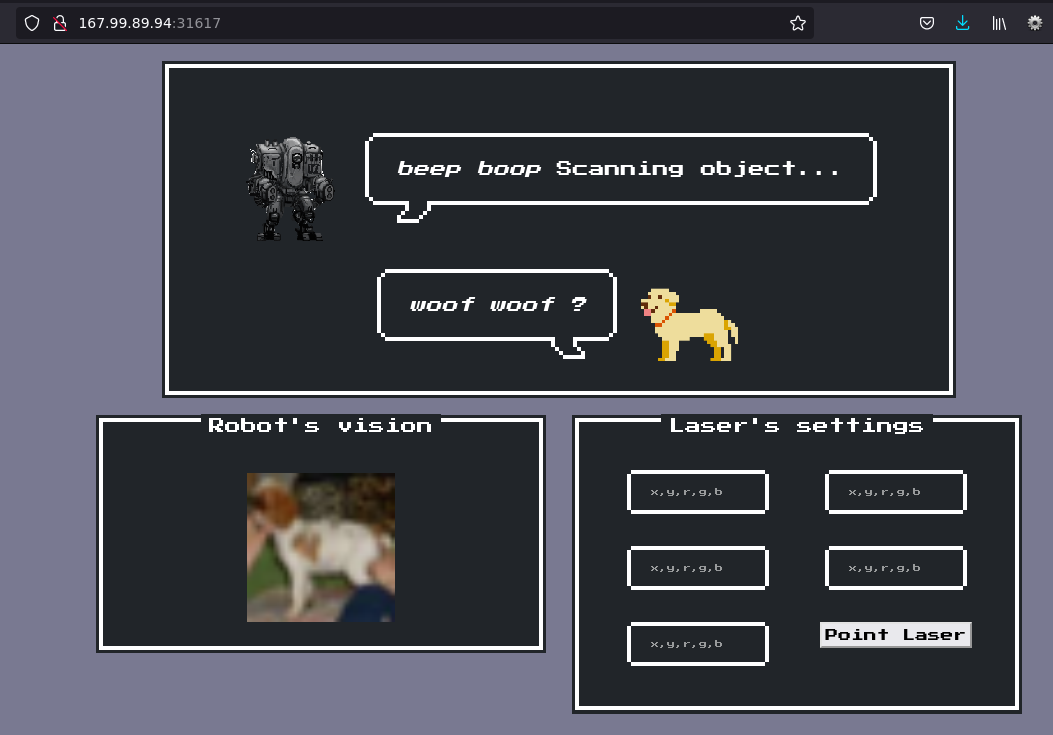 167.99.89.94:31617
beep boop Scanning object...
woof woof ?
Robot's vision
Laser's settings
x,y,r,g,b
x,y,r,g,b
x,y,r,g,b
x,y,r,g,b
x,y,r,g,b
Point Laser